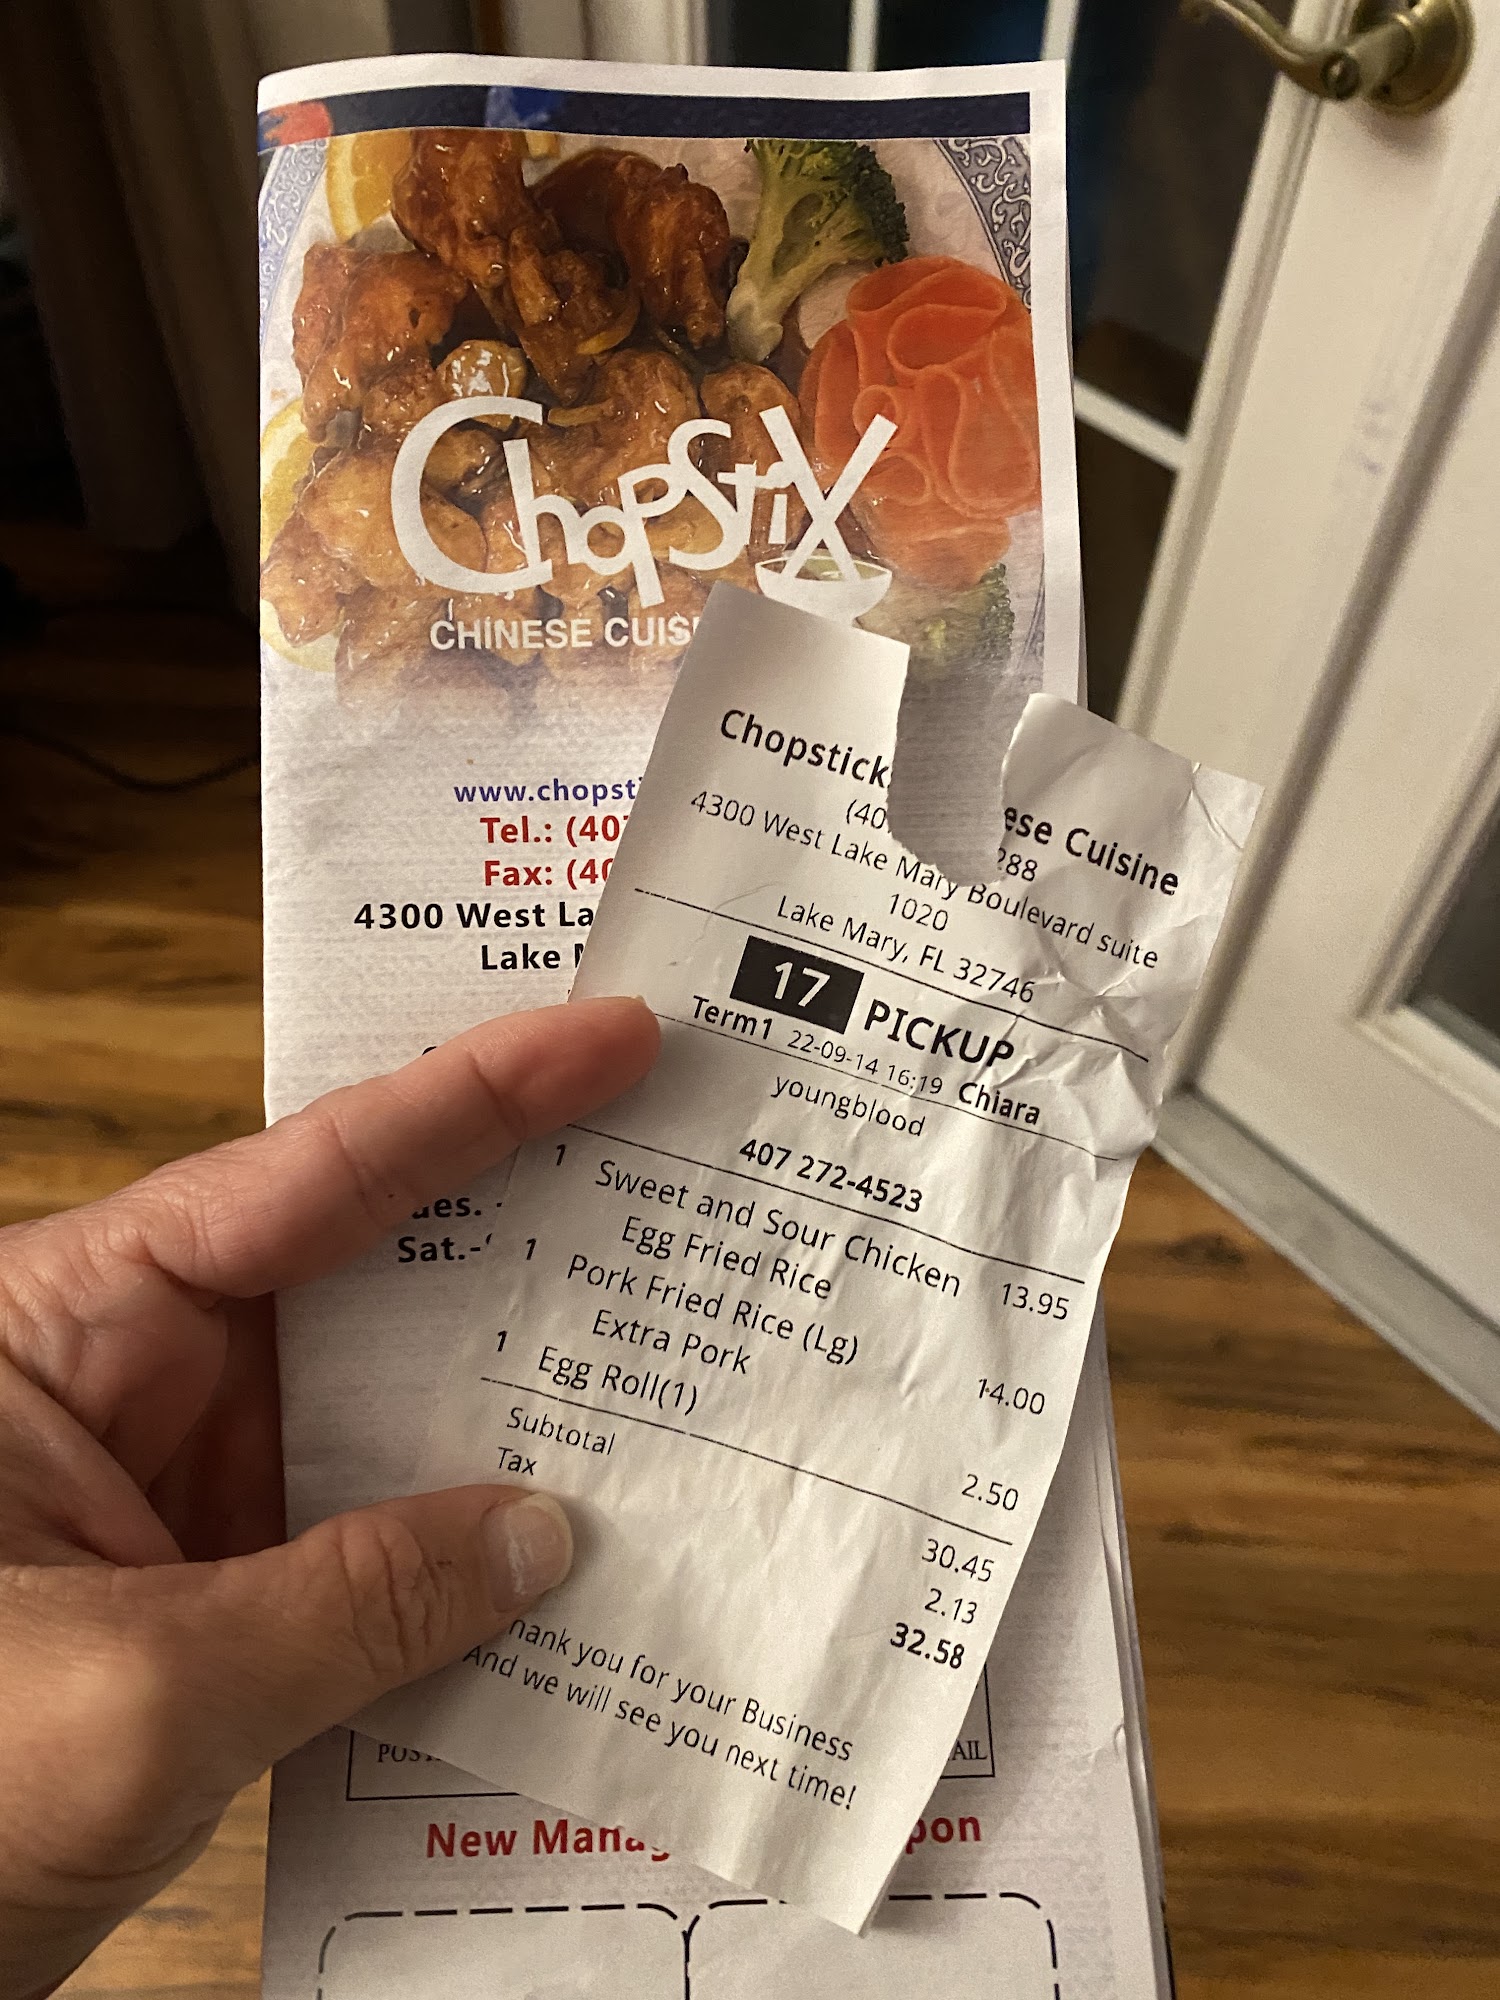 ChopStix
CHINESE CUIS
www.chopsti
Tel.: (407
Fax: (40
4300 West La
Lake
Sat.-
New Manag pon
Chopstick ese Cuisine
(40 288
4300 West Lake Mary Boulevard suite
1020
Lake Mary, FL 32746
17 PICKUP
Term1 22-09-14 16:19 Chiara
youngblood
407 272-4523
1 Sweet and Sour Chicken 13.95
Egg Fried Rice
1 Pork Fried Rice (Lg) 14.00
Extra Pork
1 Egg Roll(1) 2.50
Subtotal 30.45
Tax 2.13
32.58
hank you for your Business
And we will see you next time!